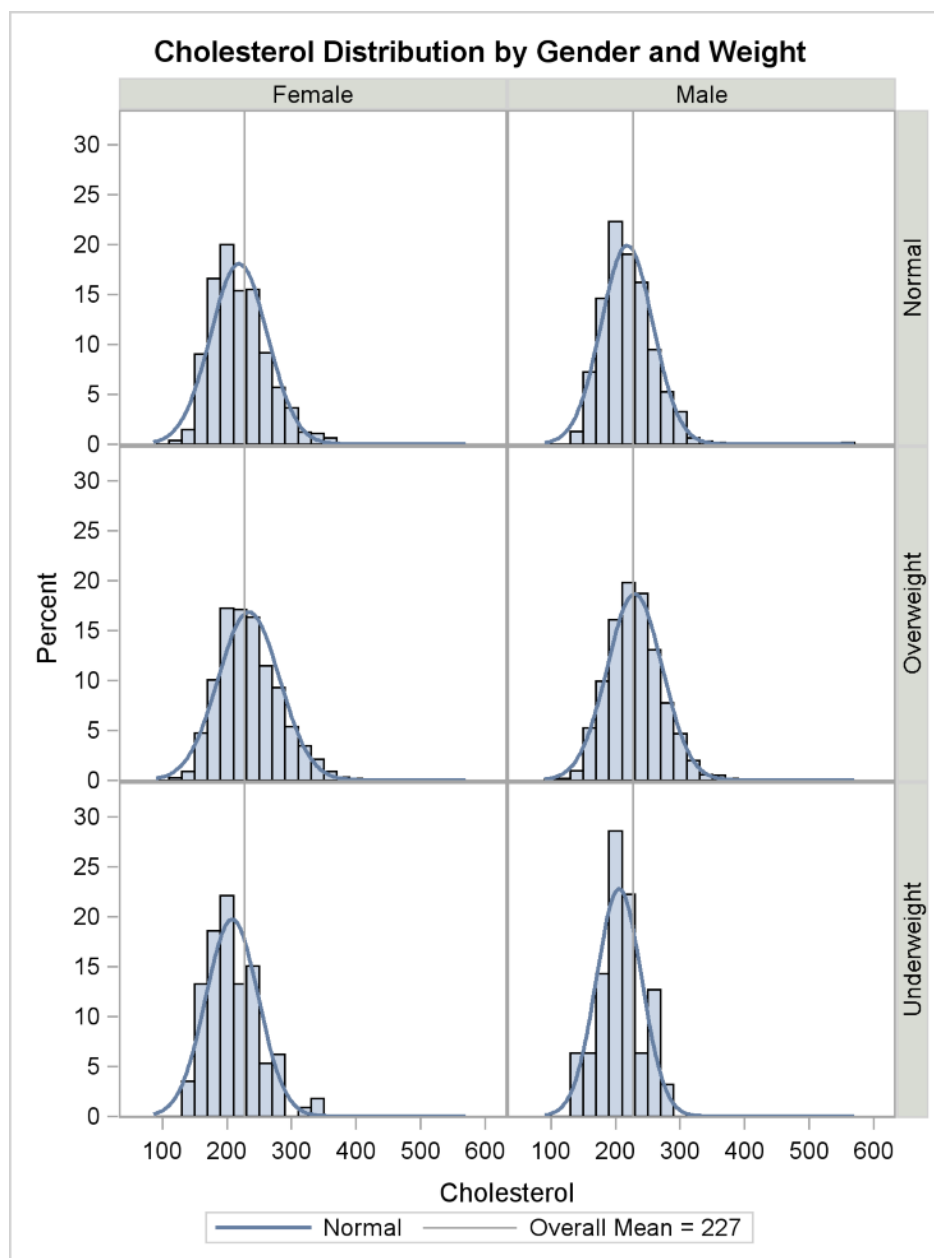 Cholesterol Distribution by Gender and Weight
Female Male
30
25
20
15
10
5
0
Normal
30
25
20
15
10
5
0
Overweight
Percent
30
25
20
15
10
5
0
Underweight
100 200 300 400 500 600 100 200 300 400 500 600
Cholesterol
Normal Overall Mean = 227